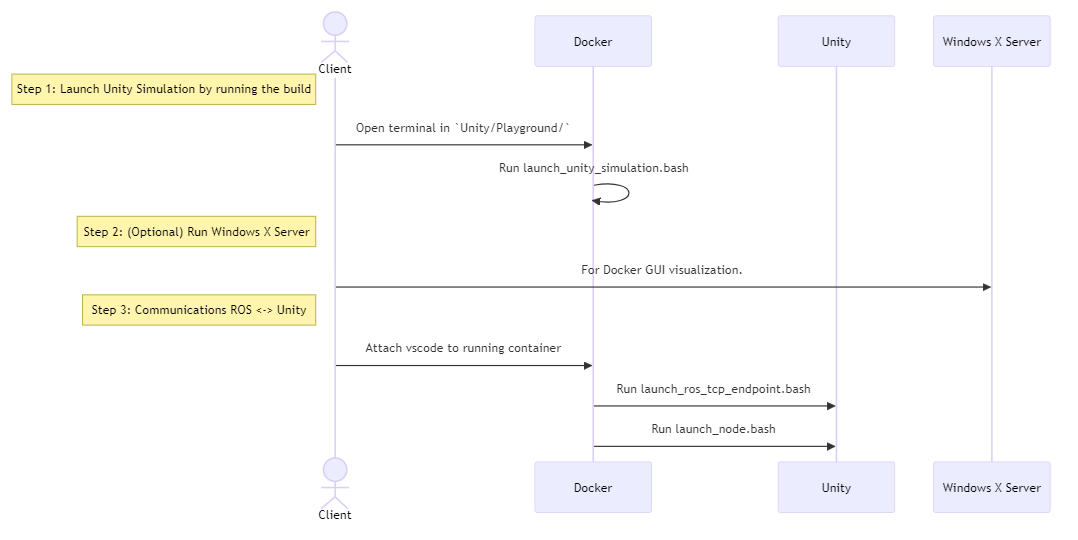 Client
Docker
Unity
Windows X Server
Step 1: Launch Unity Simulation by running the build
Open terminal in `Unity/Playground/`
Run launch_unity_simulation.bash
Step 2: (Optional) Run Windows X Server
For Docker GUI visualization.
Step 3: Communications ROS <-> Unity
Attach vscode to running container
Run launch_ros_tcp_endpoint.bash
Run launch_node.bash
Client
Docker
Unity
Windows X Server